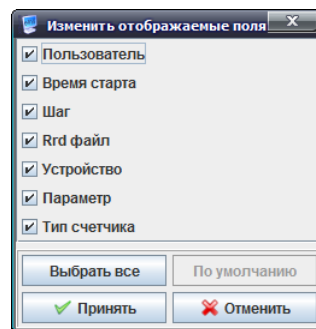 Изменить отображаемые поля
Пользователь
Время старта
Шаг
Rrd файл
Устройство
Параметр
Тип счетчика
Выбрать все
По умолчанию
Принять
Отменить